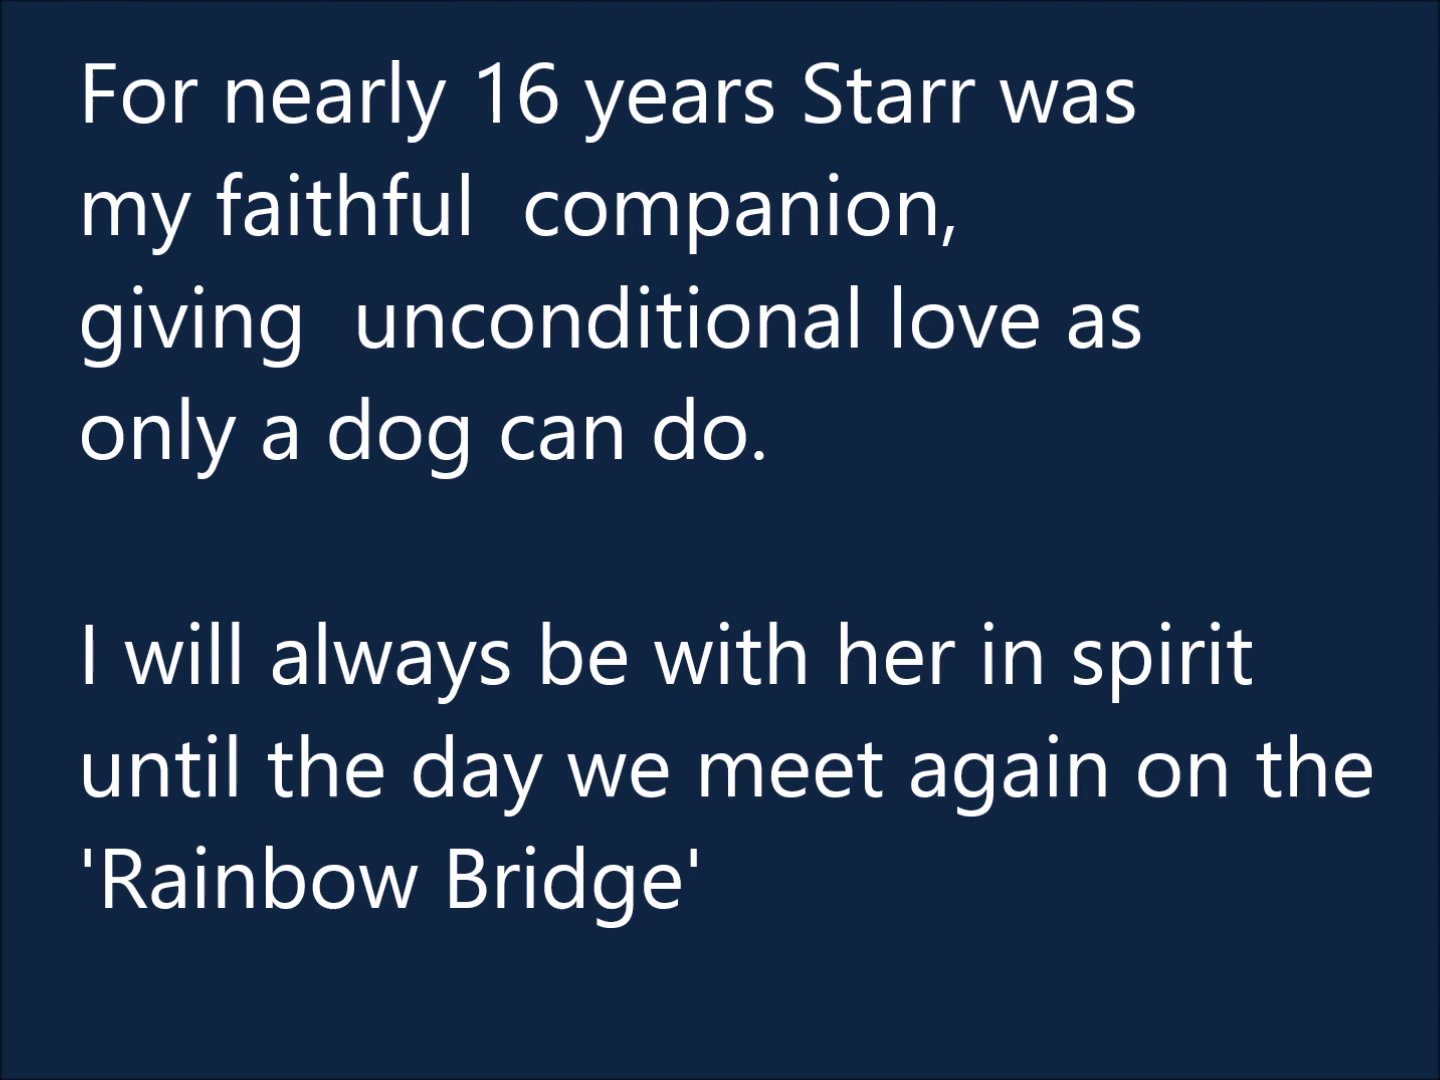 For nearly 16 years Starr was
my faithful  companion,
giving  unconditional love as
only a dog can do.
I will always be with her in spirit
until the day we meet again on the
'Rainbow Bridge'